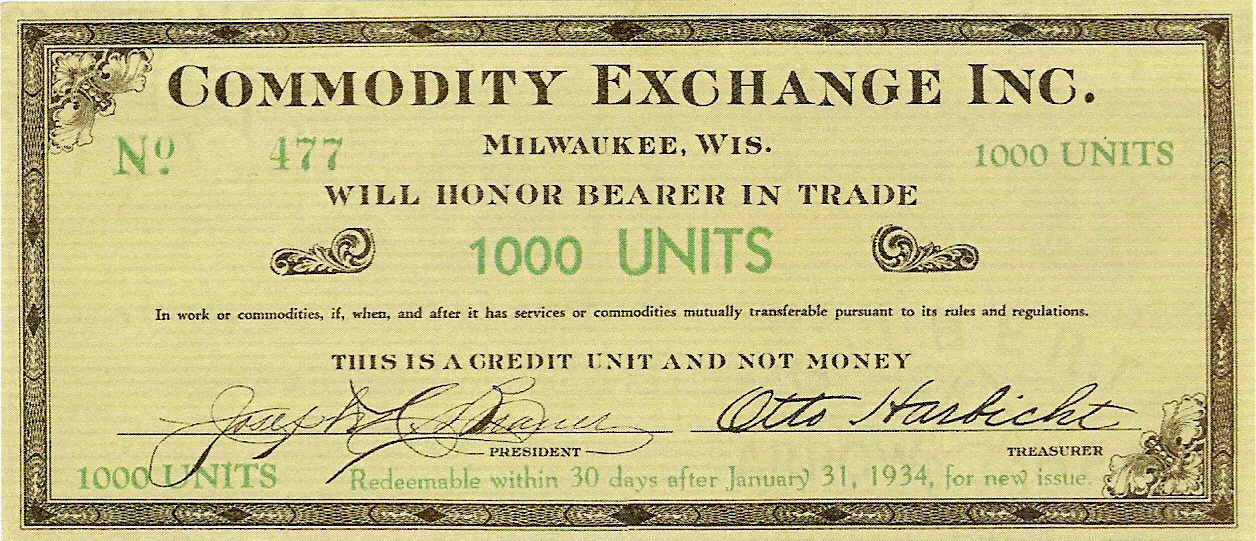 COMMODITY EXCHANGE INC.
Nº 477
MILWAUKEE, WIS.
1000 UNITS
WILL HONOR BEARER IN TRADE
1000 UNITS
In work or commodities, if, when, and after it has services or commodities mutually transferable pursuant to its rules and regulations.
THIS IS A CREDIT UNIT AND NOT MONEY
Joseph Otto Harbicht
PRESIDENT TREASURER
1000 UNITS Redeemable within 30 days after January 31, 1934, for new issue.